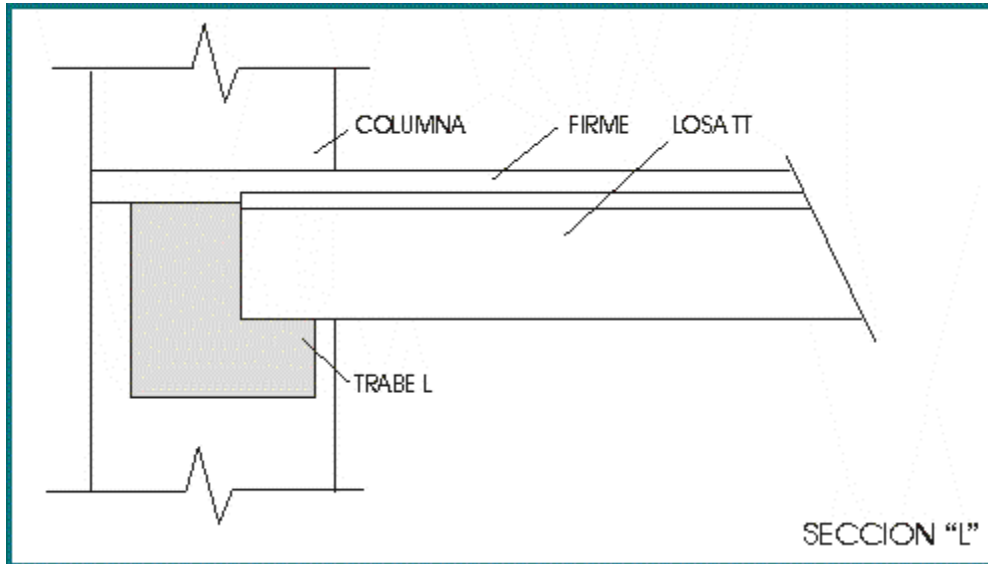 COLUMNA FIRME LOSA TT
TRABE L
SECCION "L"